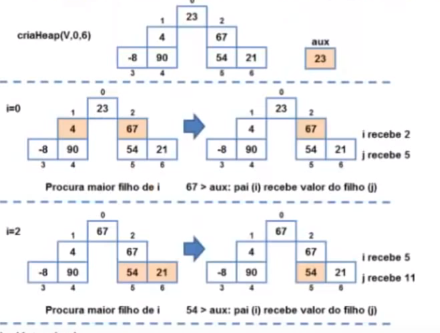 0
23
1 2
criaHeap(V,0,6) 4 67 aux
-8 90 54 21 23
3 4 5 6
0 0
i=0 1 23 2 1 23 2
4 67 4 67 i recebe 2
-8 90 54 21 -8 90 54 21 j recebe 5
3 4 5 6 3 4 5 6
Procura maior filho de i 67 > aux: pai (i) recebe valor do filho (j)
0 0
i=2 1 67 2 1 67 2
4 67 4 67 i recebe 5
-8 90 54 21 -8 90 54 21 j recebe 11
3 4 5 6 3 4 5 6
Procura maior filho de i 54 > aux: pai (i) recebe valor do filho (j)